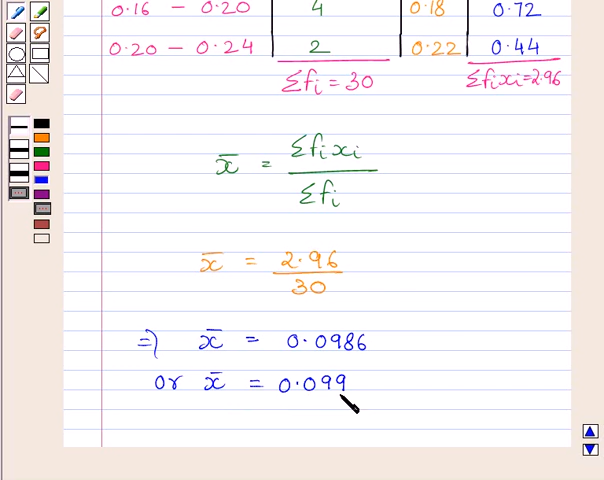 0.16 – 0.20 4 0.18 0.72
0.20 – 0.24 2 0.22 0.44
Σfi = 30 Σfixi = 2.96
x̄ = Σfixi / Σfi
x̄ = 2.96 / 30
⇒ x̄ = 0.0986
or x̄ = 0.099